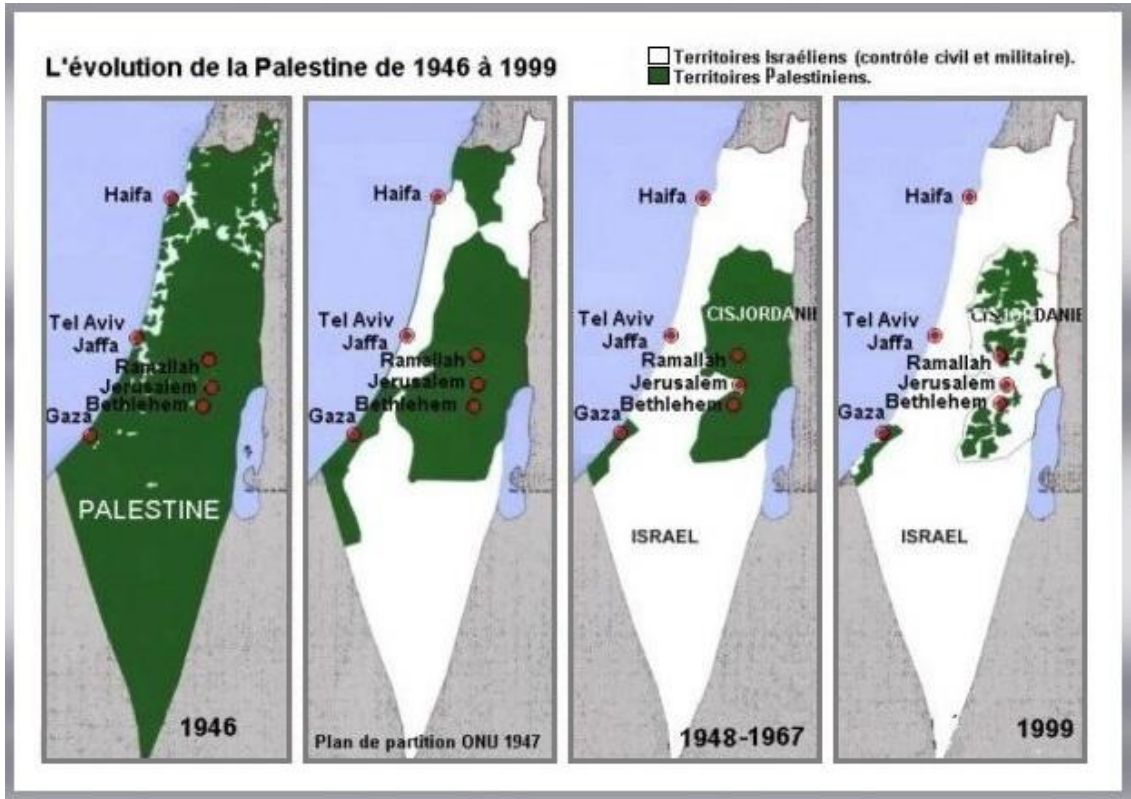 L'évolution de la Palestine de 1946 à 1999
Territoires Israéliens (contrôle civil et militaire).
Territoires Palestiniens.
Haifa
Tel Aviv
Jaffa
Ramallah
Jerusalem
Bethlehem
Gaza
PALESTINE
1946
Haifa
Tel Aviv
Jaffa
Ramallah
Jerusalem
Bethlehem
Gaza
Plan de partition ONU 1947
Haifa
CISJORDANIE
Tel Aviv
Jaffa
Ramallah
Jerusalem
Bethlehem
Gaza
ISRAEL
1948-1967
Haifa
CISJORDANIE
Tel Aviv
Jaffa
Ramallah
Jerusalem
Bethlehem
Gaza
ISRAEL
1999